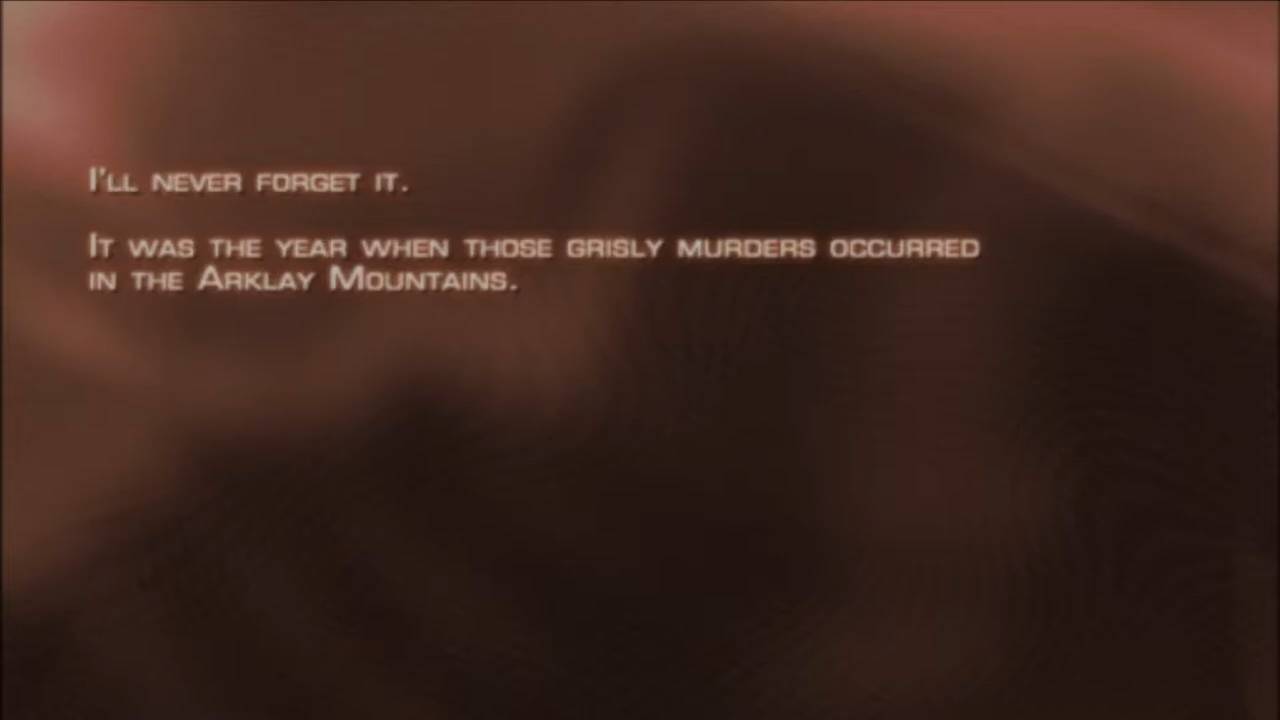 I'll never forget it.
It was the year when those grisly murders occurred
in the Arklay Mountains.